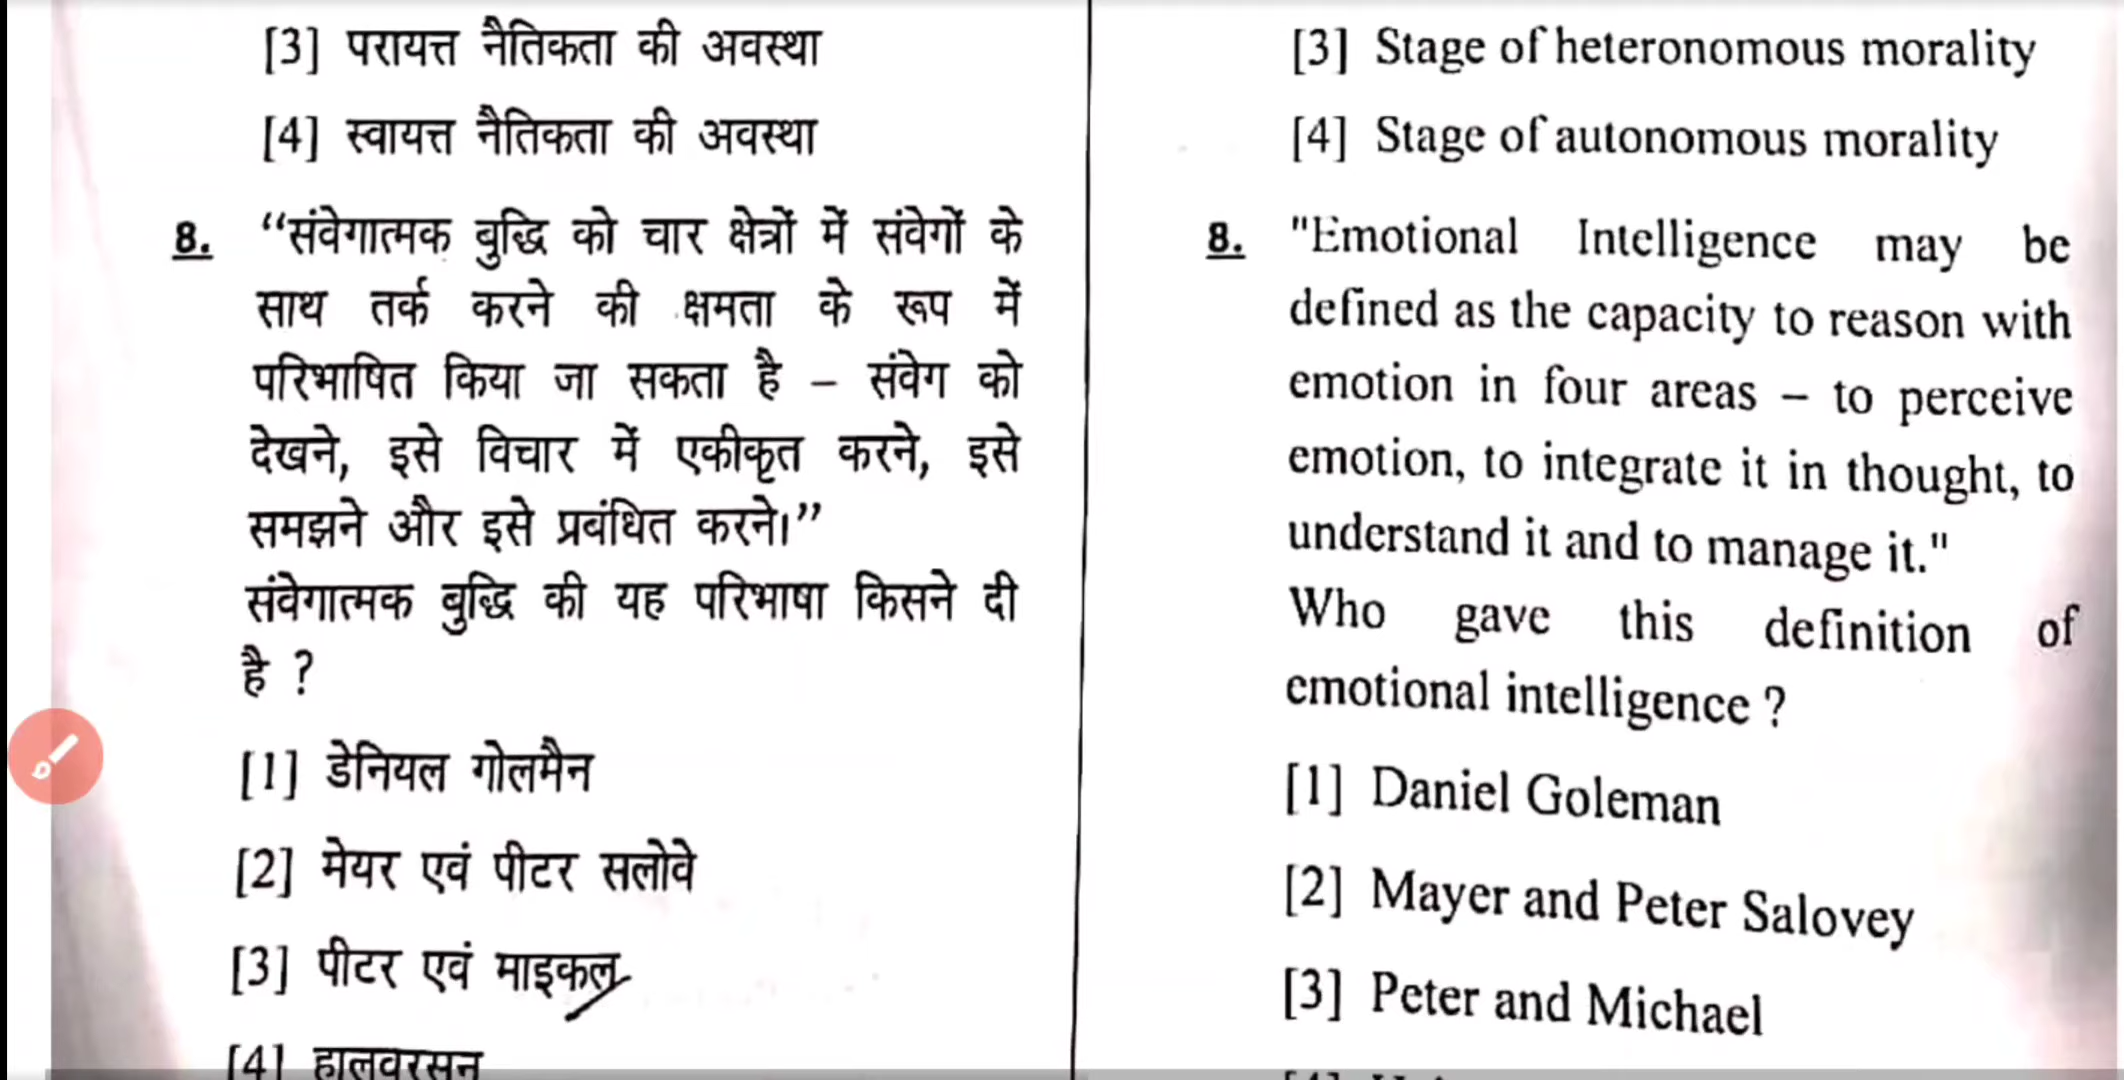 [3] परायत्त नैतिकता की अवस्था
[4] स्वायत्त नैतिकता की अवस्था
8. “संवेगात्मक बुद्धि को चार क्षेत्रों में संवेगों के
साथ तर्क करने की क्षमता के रूप में
परिभाषित किया जा सकता है – संवेग को
देखने, इसे विचार में एकीकृत करने, इसे
समझने और इसे प्रबंधित करने।”
संवेगात्मक बुद्धि की यह परिभाषा किसने दी
है ?
[1] डेनियल गोलमैन
[2] मेयर एवं पीटर सलोवे
[3] पीटर एवं माइकल
[4] हालवरसन
[3] Stage of heteronomous morality
[4] Stage of autonomous morality
8. "Emotional Intelligence may be
defined as the capacity to reason with
emotion in four areas – to perceive
emotion, to integrate it in thought, to
understand it and to manage it."
Who gave this definition of
emotional intelligence ?
[1] Daniel Goleman
[2] Mayer and Peter Salovey
[3] Peter and Michael